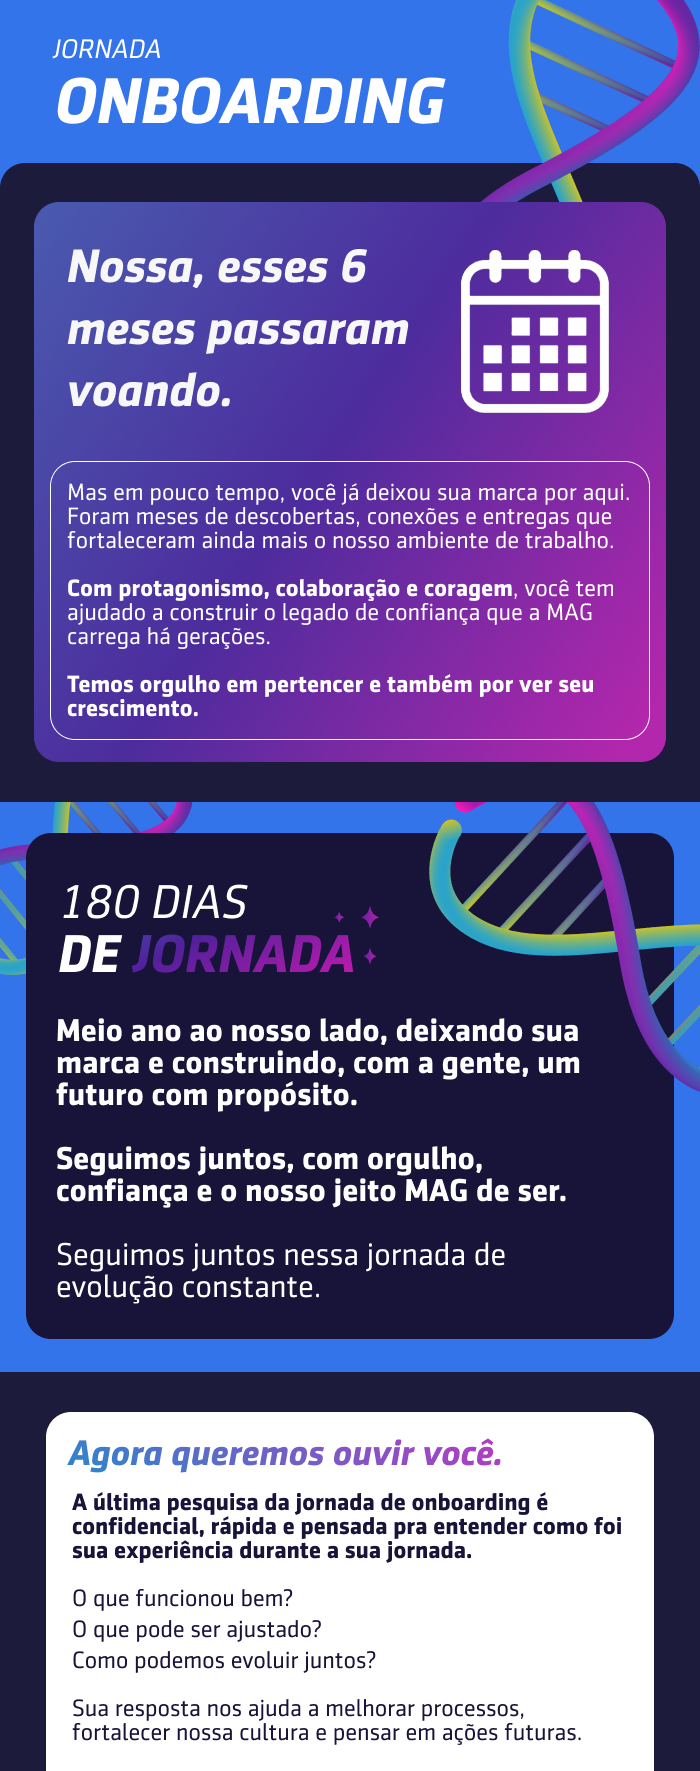 JORNADA
ONBOARDING
Nossa, esses 6
meses passaram
voando.
Mas em pouco tempo, você já deixou sua marca por aqui.
Foram meses de descobertas, conexões e entregas que
fortaleceram ainda mais o nosso ambiente de trabalho.
Com protagonismo, colaboração e coragem, você tem
ajudado a construir o legado de confiança que a MAG
carrega há gerações.
Temos orgulho em pertencer e também por ver seu
crescimento.
180 DIAS
DE JORNADA
Meio ano ao nosso lado, deixando sua
marca e construindo, com a gente, um
futuro com propósito.
Seguimos juntos, com orgulho,
confiança e o nosso jeito MAG de ser.
Seguimos juntos nessa jornada de
evolução constante.
Agora queremos ouvir você.
A última pesquisa da jornada de onboarding é
confidencial, rápida e pensada pra entender como foi
sua experiência durante a sua jornada.
O que funcionou bem?
O que pode ser ajustado?
Como podemos evoluir juntos?
Sua resposta nos ajuda a melhorar processos,
fortalecer nossa cultura e pensar em ações futuras.